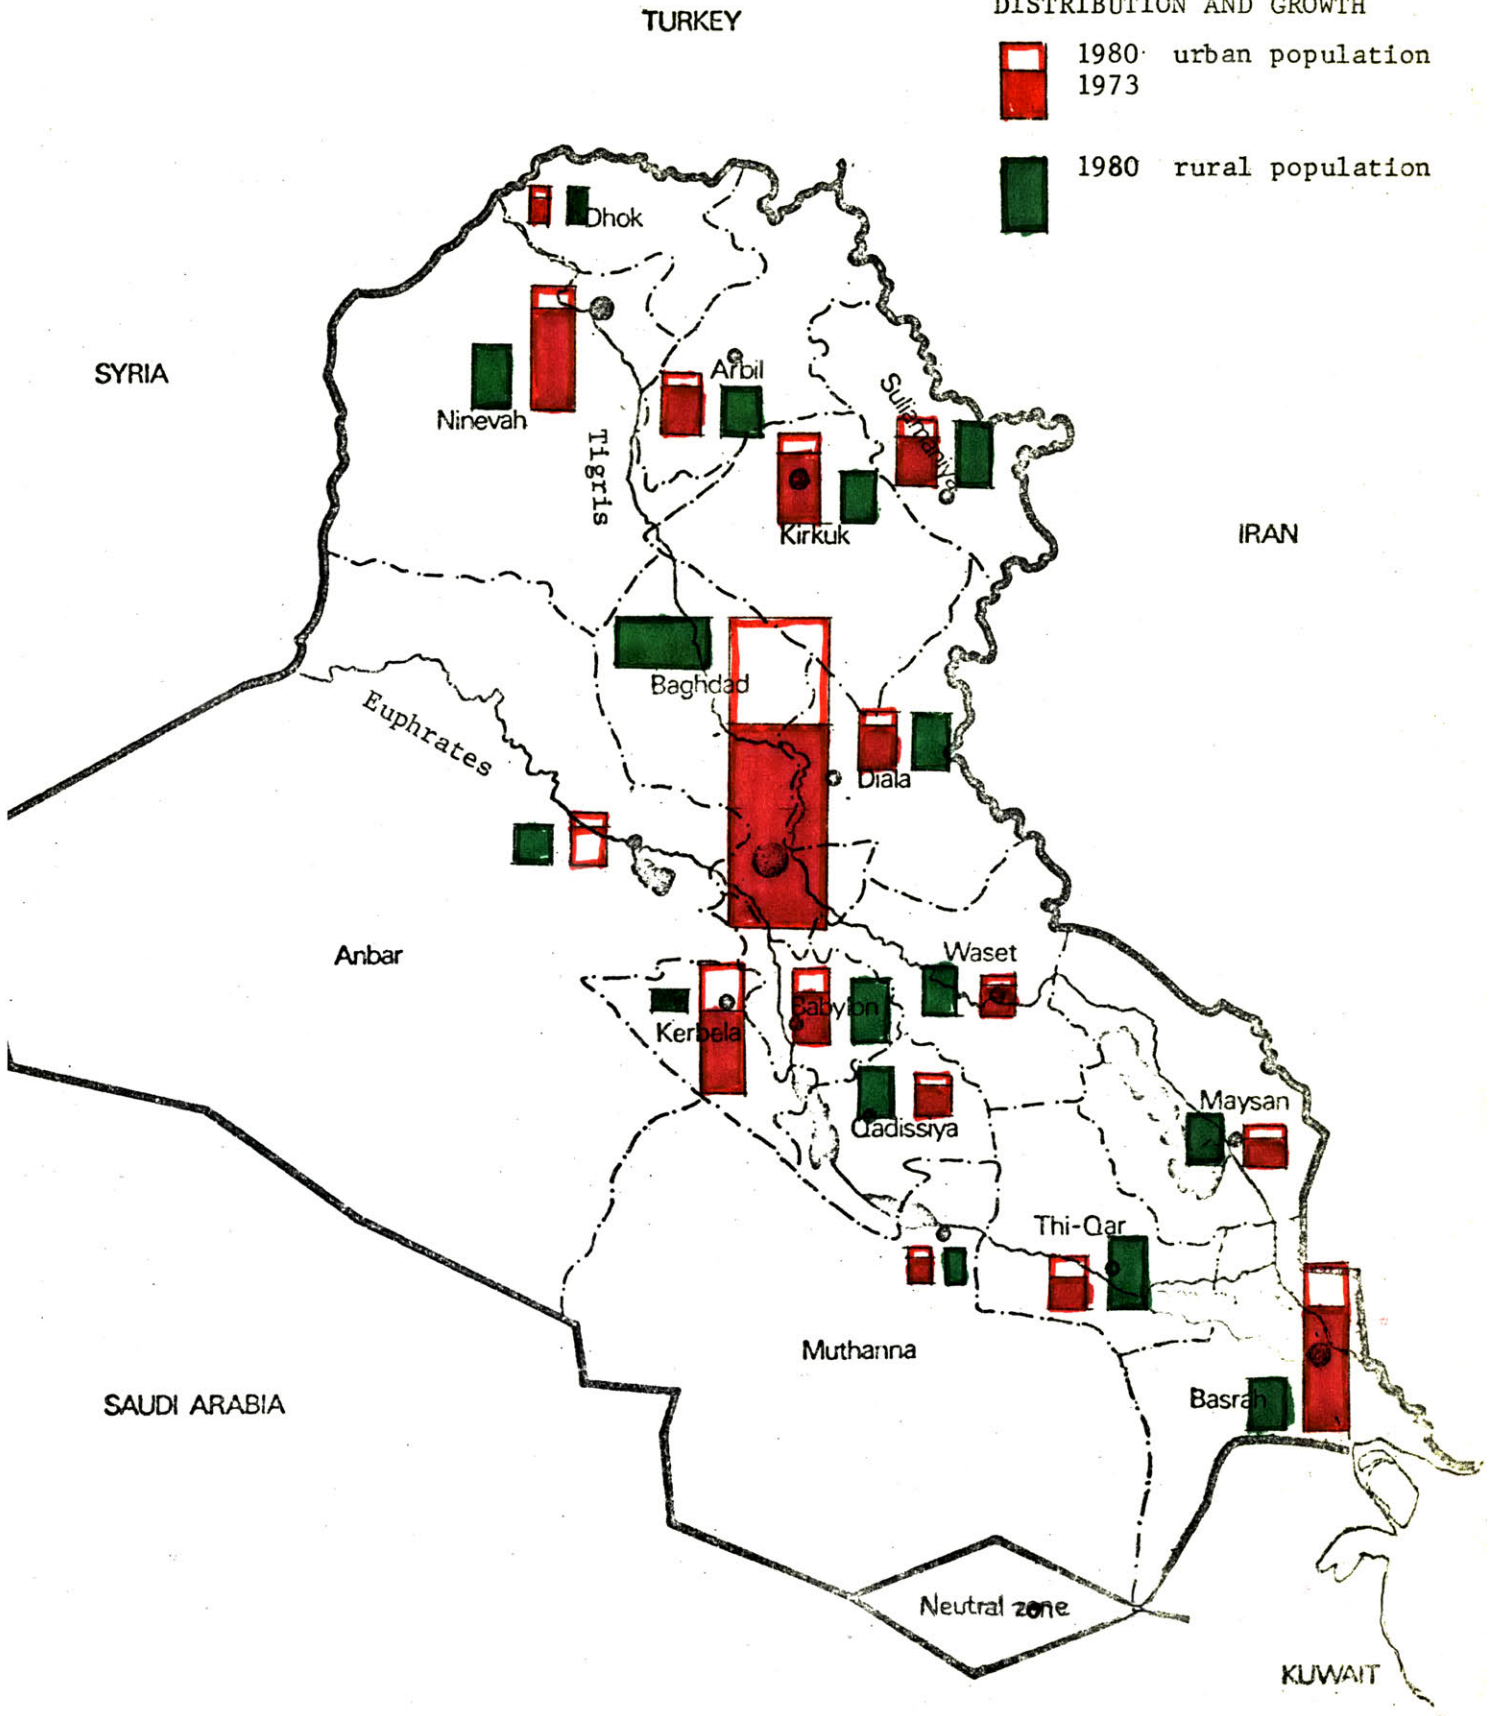 DISTRIBUTION AND GROWTH
TURKEY
1980 urban population
1973
1980 rural population
Dhok
SYRIA
Arbil
Suliamaniya
Ninevah
Tigris
Kirkuk
IRAN
Baghdad
Euphrates
Diala
Anbar
Waset
Babylon
Kerbela
Maysan
Qadissiya
Thi-Qar
Muthanna
Basrah
SAUDI ARABIA
Neutral zone
KUWAIT